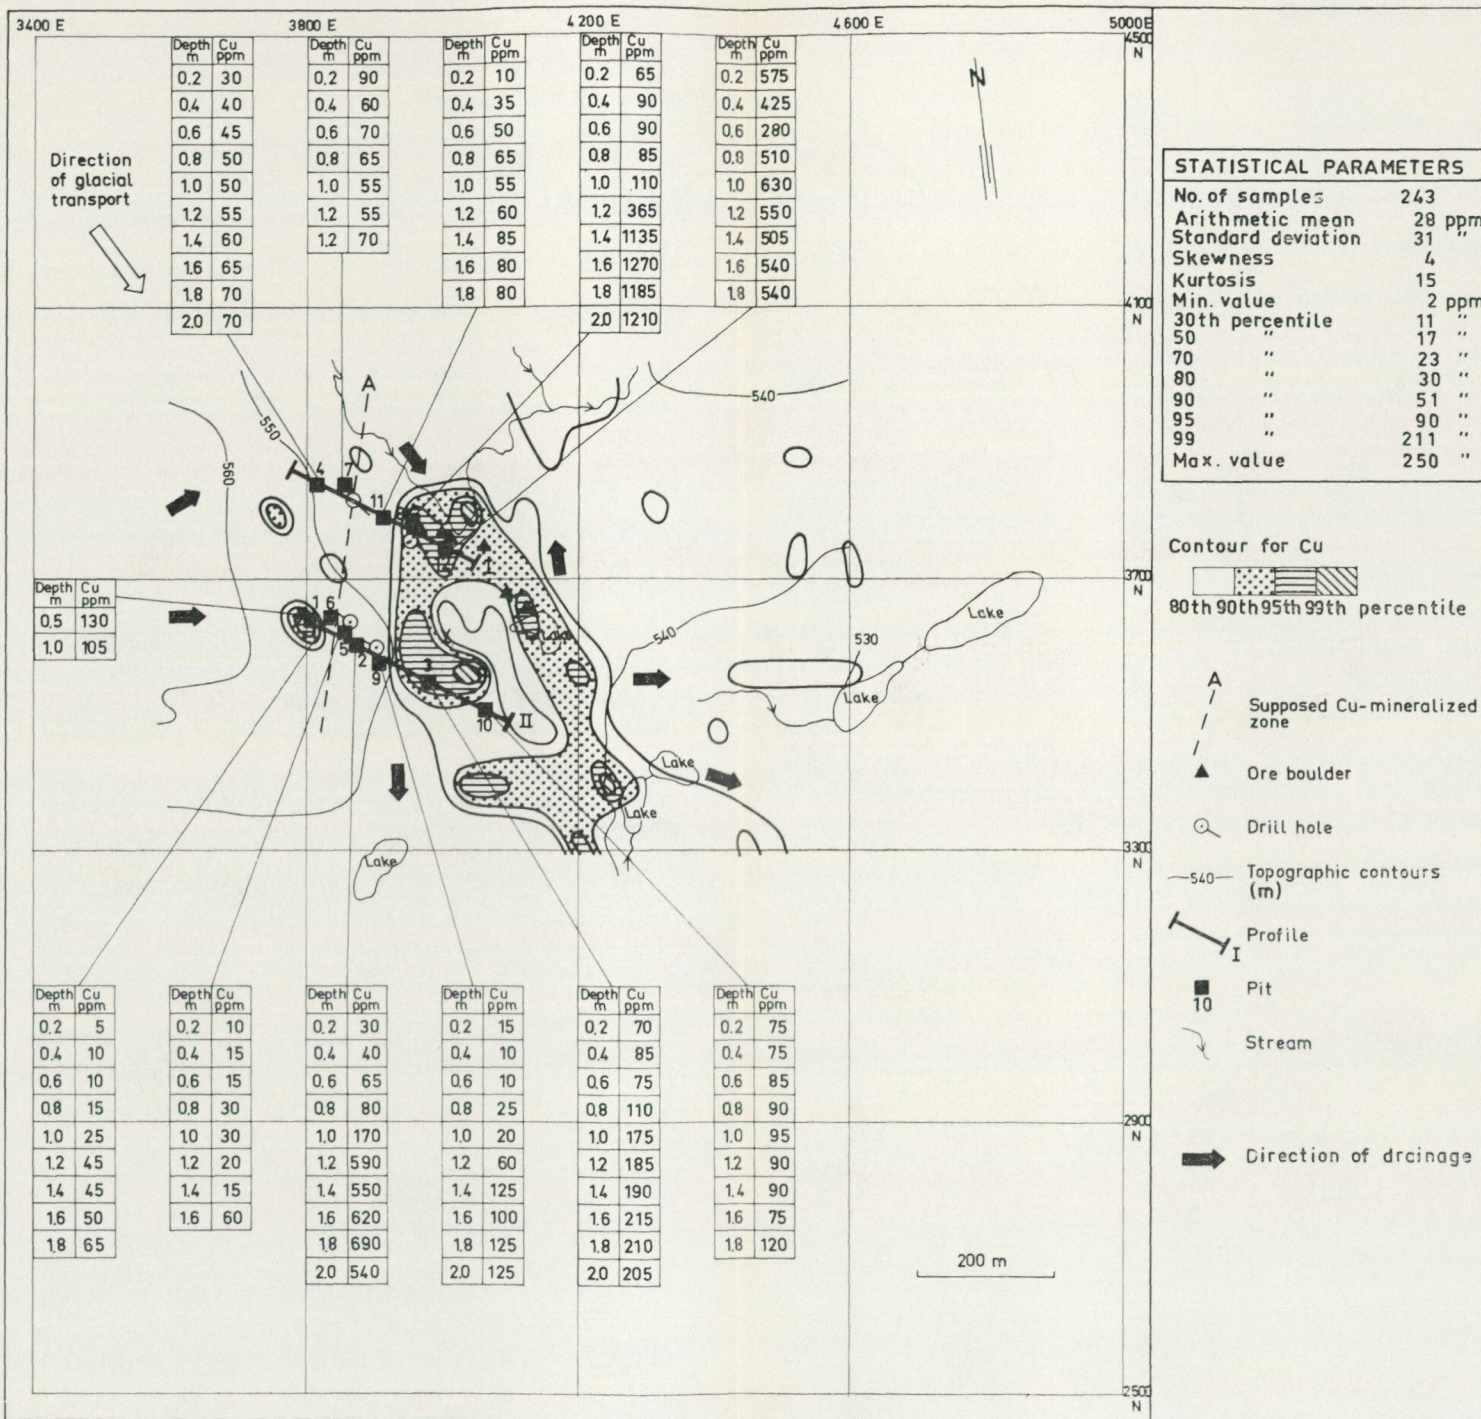 3400 E 3800 E 4200 E 4600 E 5000E
4500 N
Depth m Cu ppm
0.2 30
0.4 40
0.6 45
0.8 50
1.0 50
1.2 55
1.4 60
1.6 65
1.8 70
2.0 70
Depth m Cu ppm
0.2 90
0.4 60
0.6 70
0.8 65
1.0 55
1.2 55
1.2 70
Depth m Cu ppm
0.2 10
0.4 35
0.6 50
0.8 65
1.0 55
1.2 60
1.4 85
1.6 80
1.8 80
Depth m Cu ppm
0.2 65
0.4 90
0.6 90
0.8 85
1.0 110
1.2 365
1.4 1135
1.6 1270
1.8 1185
2.0 1210
Depth m Cu ppm
0.2 575
0.4 425
0.6 280
0.8 510
1.0 630
1.2 550
1.4 505
1.6 540
1.8 540
N
Direction
of glacial
transport
4100 N
A
550
560
540
4 7
11
I
3700 N
Depth m Cu ppm
0.5 130
1.0 105
1 6
5
2
9
3
10
II
Lake
540
530
Lake
Lake
Lake
Lake
Lake
3300 N
Depth m Cu ppm
0.2 5
0.4 10
0.6 10
0.8 15
1.0 25
1.2 45
1.4 45
1.6 50
1.8 65
Depth m Cu ppm
0.2 10
0.4 15
0.6 15
0.8 30
1.0 30
1.2 20
1.4 15
1.6 60
Depth m Cu ppm
0.2 30
0.4 40
0.6 65
0.8 80
1.0 170
1.2 590
1.4 550
1.6 620
1.8 690
2.0 540
Depth m Cu ppm
0.2 15
0.4 10
0.6 10
0.8 25
1.0 20
1.2 60
1.4 125
1.6 100
1.8 125
2.0 125
Depth m Cu ppm
0.2 70
0.4 85
0.6 75
0.8 110
1.0 175
1.2 185
1.4 190
1.6 215
1.8 210
2.0 205
Depth m Cu ppm
0.2 75
0.4 75
0.6 85
0.8 90
1.0 95
1.2 90
1.4 90
1.6 75
1.8 120
2900 N
200 m
2500 N
STATISTICAL PARAMETERS
No. of samples 243
Arithmetic mean 28 ppm
Standard deviation 31 "
Skewness 4
Kurtosis 15
Min. value 2 ppm
30th percentile 11 "
50 " 17 "
70 " 23 "
80 " 30 "
90 " 51 "
95 " 90 "
99 " 211 "
Max. value 250 "
Contour for Cu
80th 90th 95th 99th percentile
A
Supposed Cu-mineralized
zone
Ore boulder
Drill hole
540 Topographic contours
(m)
Profile
I
Pit
10
Stream
Direction of drcinage